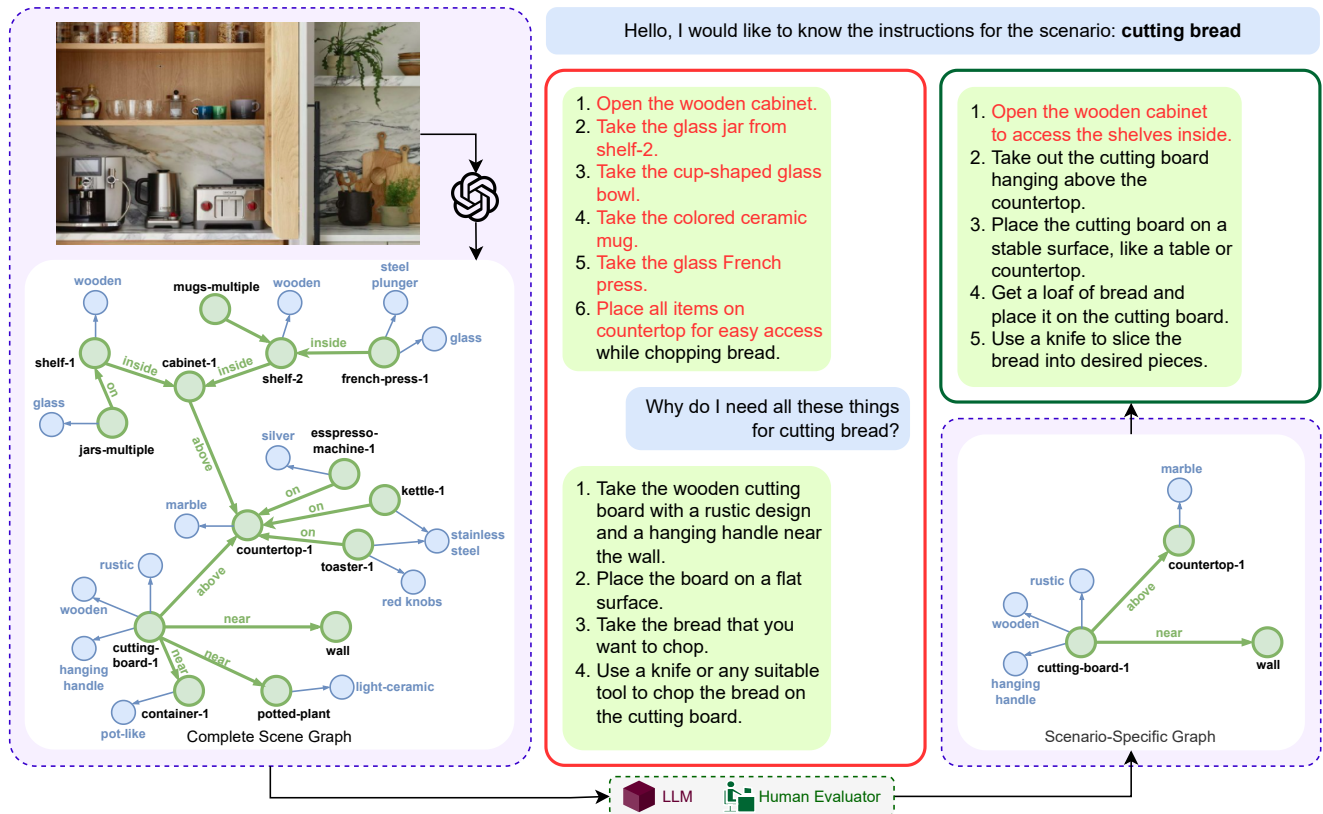 Hello, I would like to know the instructions for the scenario: cutting bread
wooden
mugs-multiple
wooden
steel
plunger
glass
inside
shelf-1
inside
cabinet-1
inside
shelf-2
french-press-1
on
glass
jars-multiple
above
silver
esspresso-
machine-1
on
kettle-1
on
marble
on
stainless
steel
countertop-1
toaster-1
rustic
above
red knobs
wooden
near
cutting-
board-1
wall
hanging
handle
near
near
light-ceramic
container-1
potted-plant
pot-like
Complete Scene Graph
1. Open the wooden cabinet.
2. Take the glass jar from
shelf-2.
3. Take the cup-shaped glass
bowl.
4. Take the colored ceramic
mug.
5. Take the glass French
press.
6. Place all items on
countertop for easy access
while chopping bread.
Why do I need all these things
for cutting bread?
1. Take the wooden cutting
board with a rustic design
and a hanging handle near
the wall.
2. Place the board on a flat
surface.
3. Take the bread that you
want to chop.
4. Use a knife or any suitable
tool to chop the bread on
the cutting board.
1. Open the wooden cabinet
to access the shelves inside.
2. Take out the cutting board
hanging above the
countertop.
3. Place the cutting board on a
stable surface, like a table or
countertop.
4. Get a loaf of bread and
place it on the cutting board.
5. Use a knife to slice the
bread into desired pieces.
marble
countertop-1
rustic
above
wooden
near
cutting-board-1
wall
hanging
handle
Scenario-Specific Graph
LLM
Human Evaluator